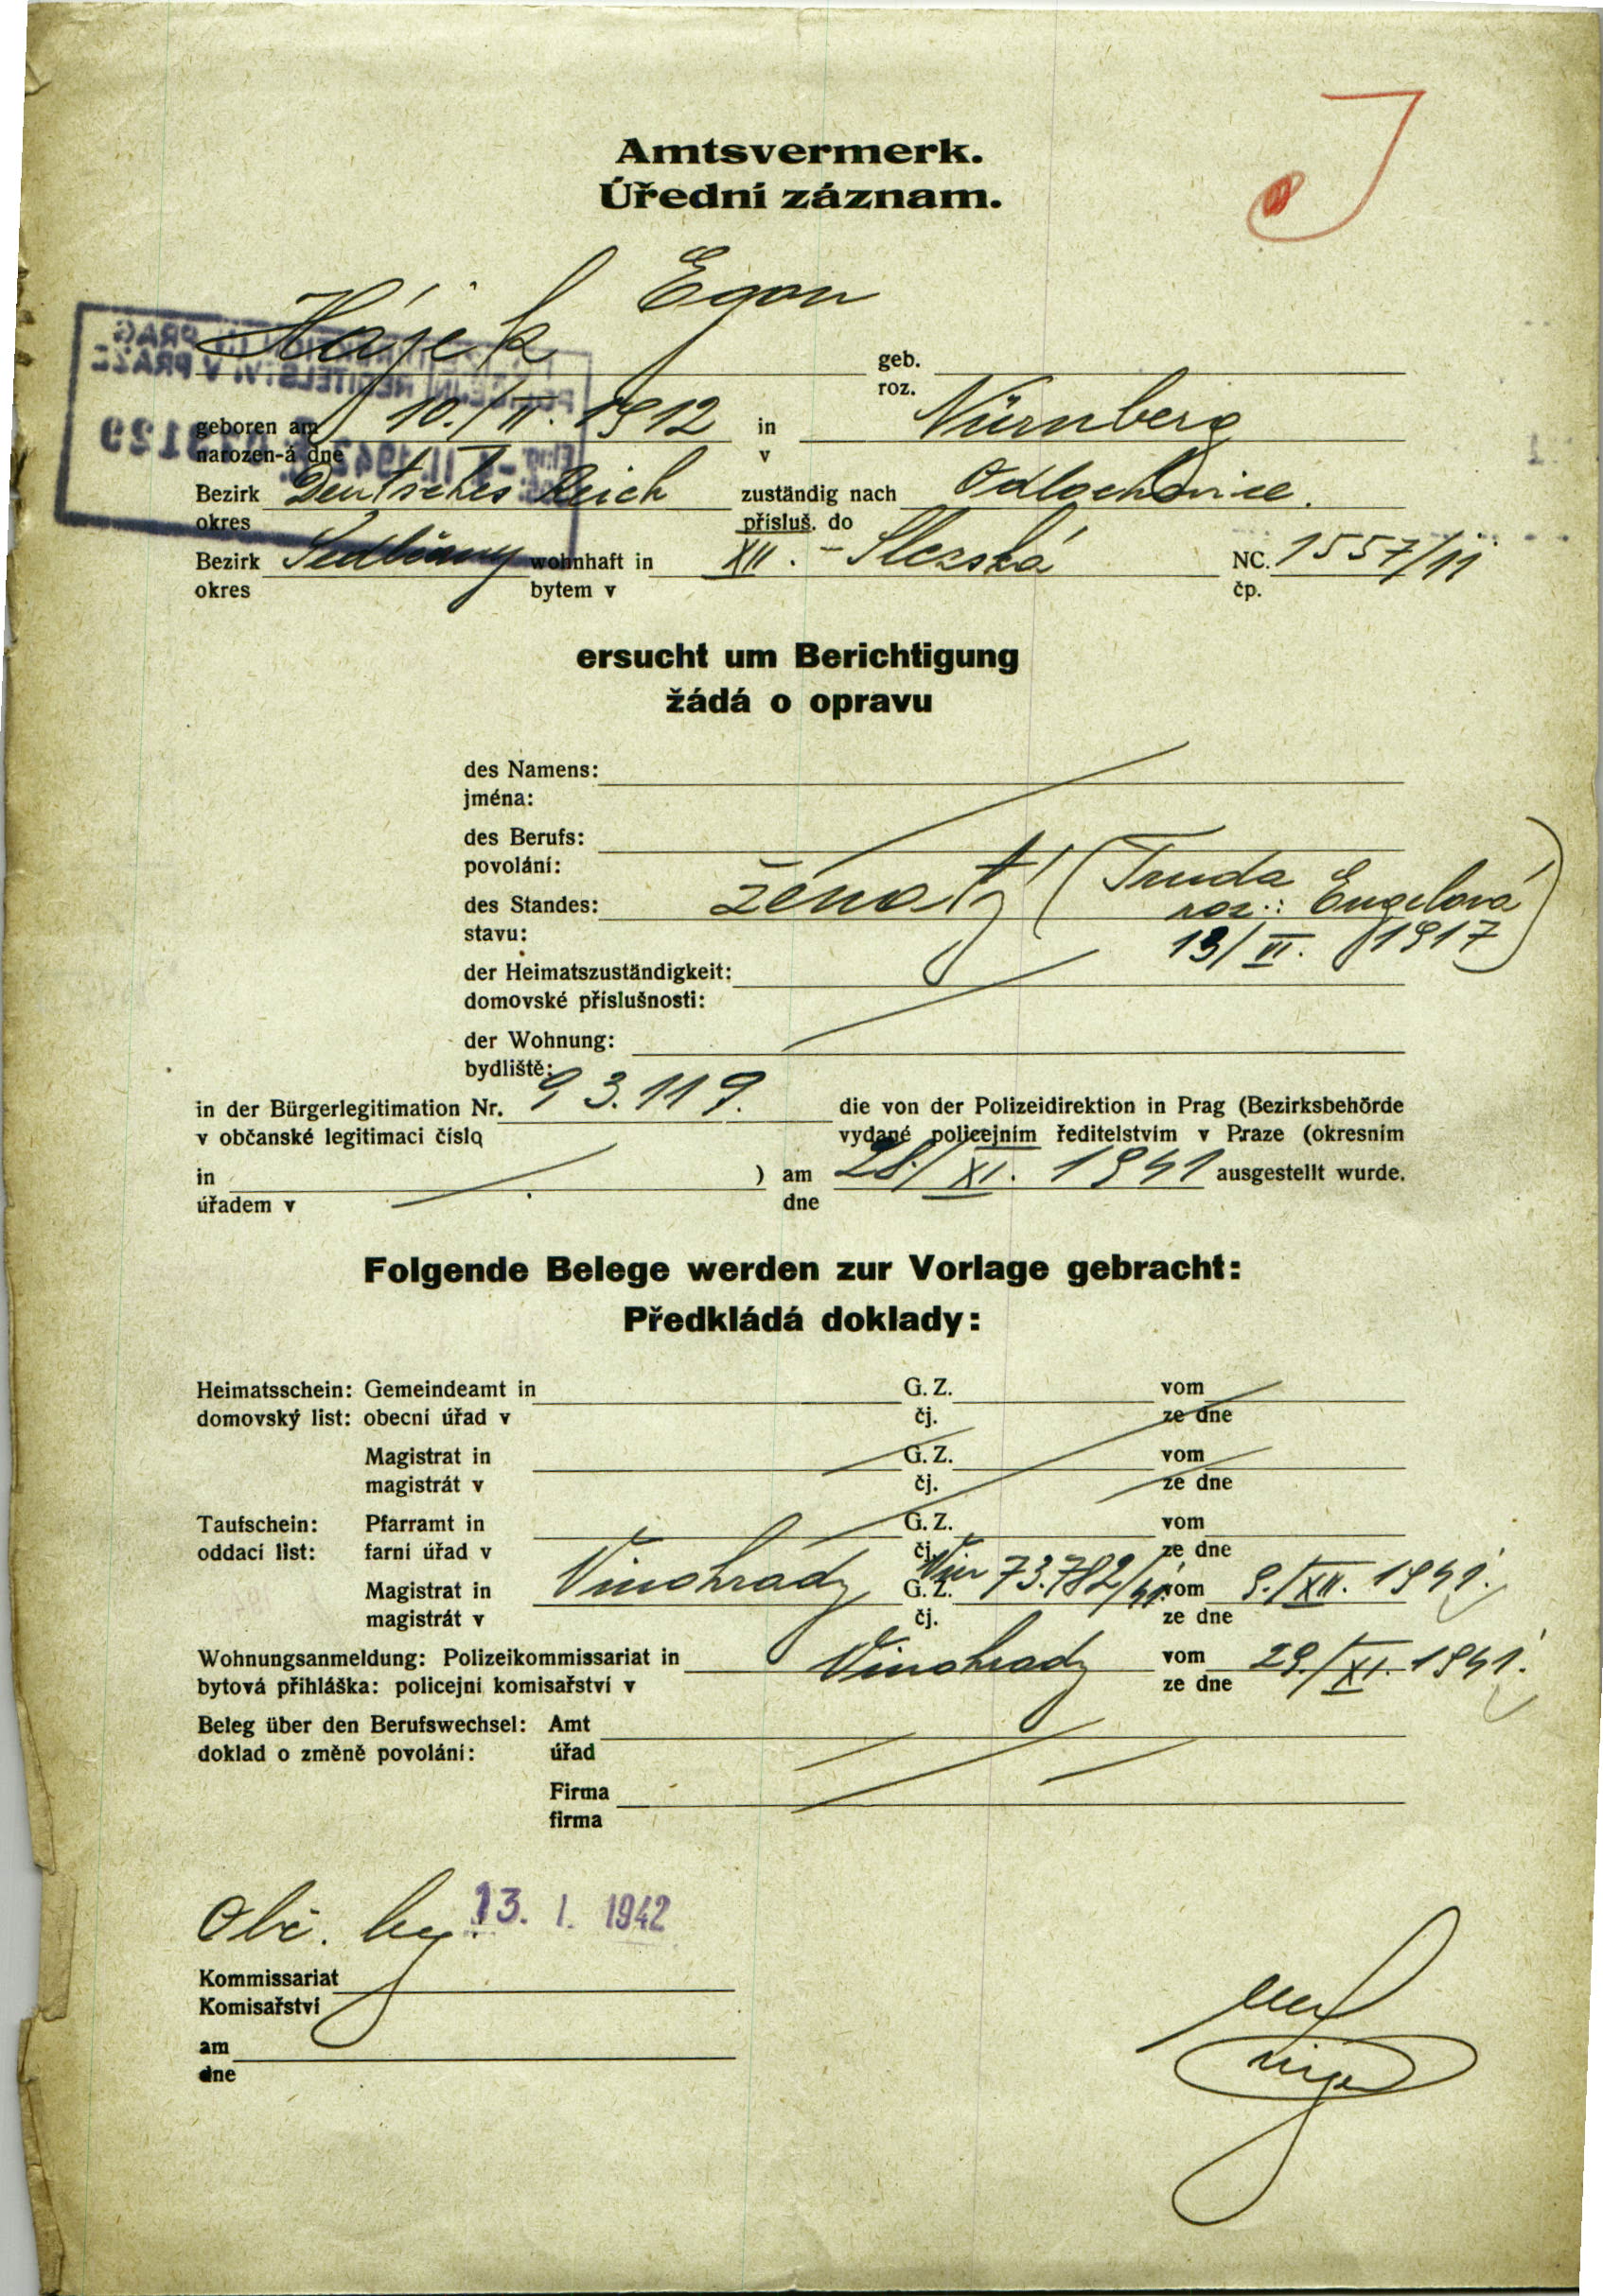 J
Amtsvermerk.
Úřední záznam.
Hájek Egon
geb.
roz.
geboren am 10./II. 1912 in Nürnberg
narozen-á dne v
Bezirk Deutsches Reich zuständig nach Odlochovice.
okres přísluš. do
Bezirk Sedlčany wohnhaft in XII. - Slezská NC. 1557/11
okres bytem v čp.
ersucht um Berichtigung
žádá o opravu
des Namens:
jména:
des Berufs:
povolání:
des Standes: ženatý (Truda
roz.: Engelová
stavu: 13/VI. 1917)
der Heimatszuständigkeit:
domovské příslušnosti:
der Wohnung:
bydliště:
in der Bürgerlegitimation Nr. 93.119. die von der Polizeidirektion in Prag (Bezirksbehörde
v občanské legitimaci číslo vydané policejním ředitelstvím v Praze (okresním
in ) am 28./XI. 1941 ausgestellt wurde.
úřadem v dne
Folgende Belege werden zur Vorlage gebracht:
Předkládá doklady:
Heimatsschein: Gemeindeamt in G. Z. vom
domovský list: obecní úřad v čj. ze dne
Magistrat in G. Z. vom
magistrát v čj. ze dne
Taufschein: Pfarramt in G. Z. vom
oddací list: farní úřad v čj. ze dne
Magistrat in Vinohrady G. Z. 73.782/41. vom 9./XII. 1941.
magistrát v čj. ze dne
Wohnungsanmeldung: Polizeikommissariat in Vinohrady vom 29./XI. 1941.
bytová přihláška: policejní komisařství v ze dne
Beleg über den Berufswechsel: Amt
doklad o změně povolání: úřad
Firma
firma
13. I. 1942
Kommissariat
Komisařství
am
dne